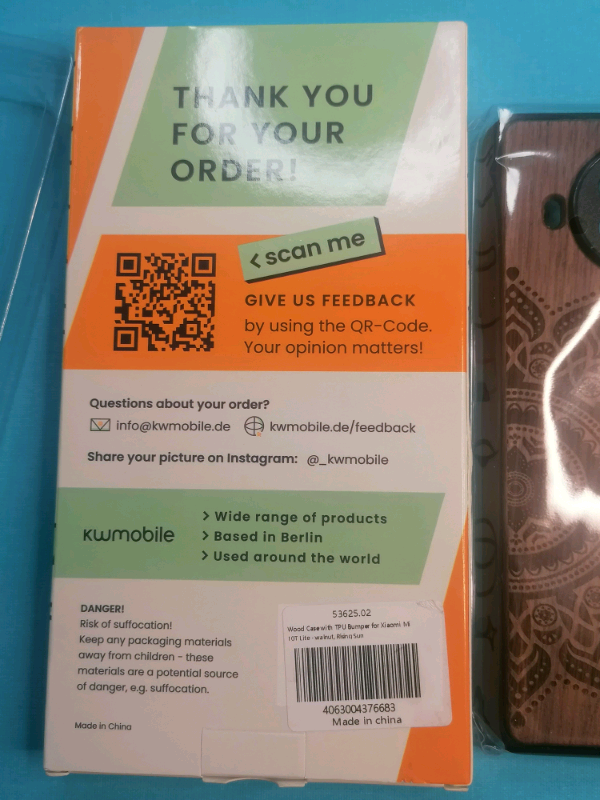 THANK YOU
FOR YOUR
ORDER!
< scan me
GIVE US FEEDBACK
by using the QR-Code.
Your opinion matters!
Questions about your order?
info@kwmobile.de kwmobile.de/feedback
Share your picture on Instagram: @_kwmobile
kwmobile
> Wide range of products
> Based in Berlin
> Used around the world
DANGER!
Risk of suffocation!
Keep any packaging materials
away from children - these
materials are a potential source
of danger, e.g. suffocation.
Made in China
53625.02
Wood Case with TPU Bumper for Xiaomi Mi
10T Lite - walnut, Rising Sun
4063004376683
Made in china